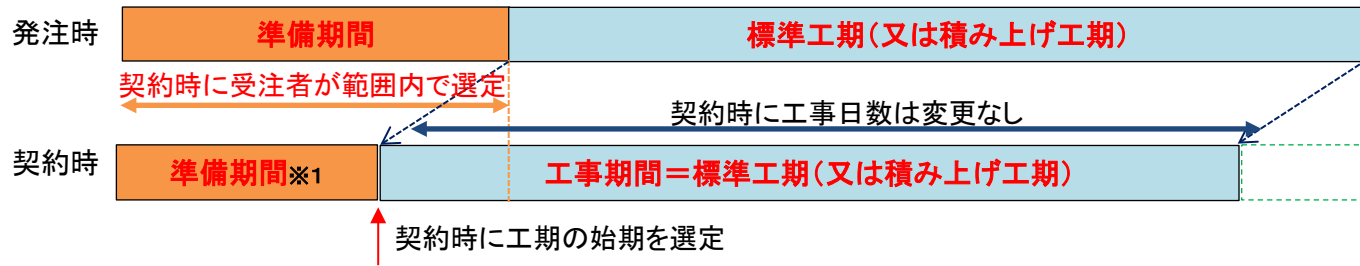 発注時
準備期間
標準工期(又は積み上げ工期)
契約時に受注者が範囲内で選定
契約時に工事日数は変更なし
契約時
準備期間※1
工事期間＝標準工期(又は積み上げ工期)
契約時に工期の始期を選定